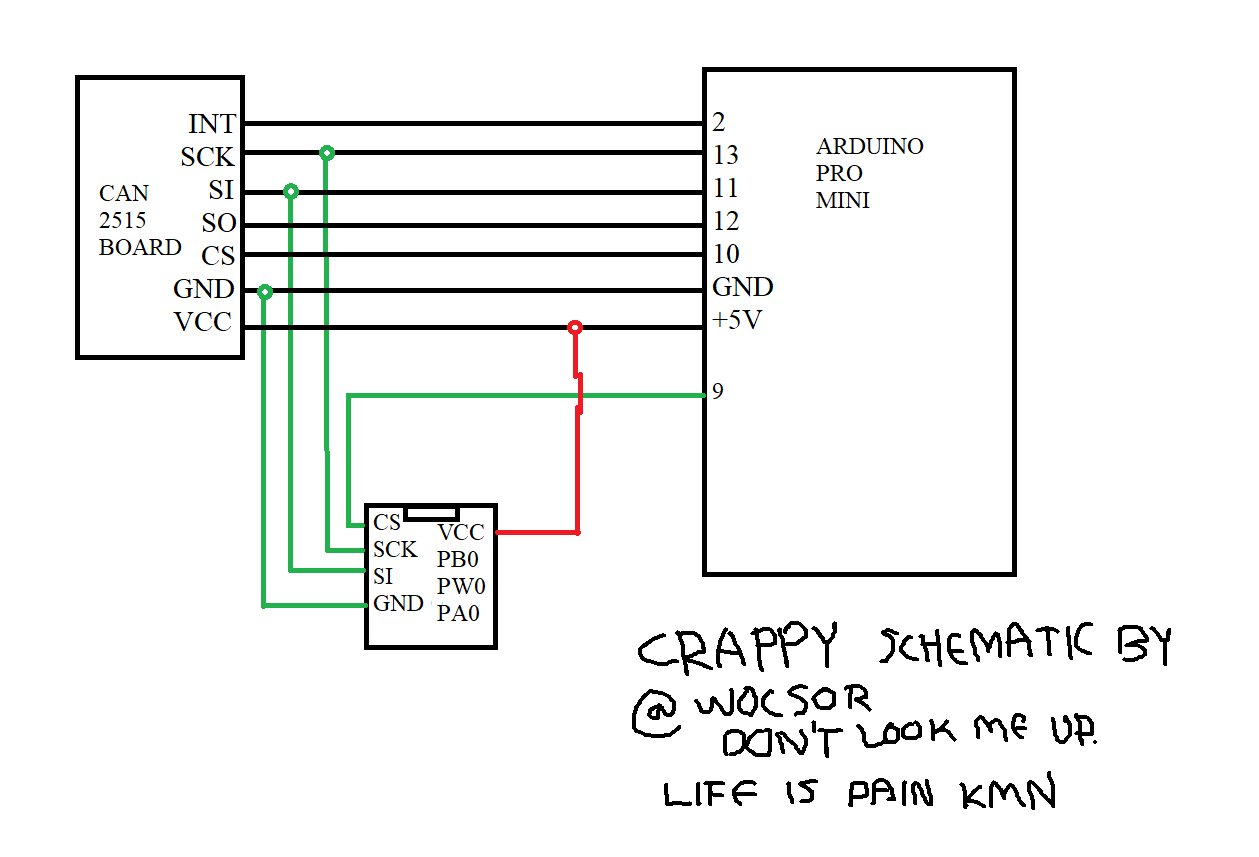 INT
SCK
SI
SO
CS
GND
VCC
CAN
2515
BOARD
2
13
11
12
10
GND
+5V
9
ARDUINO
PRO
MINI
CS
SCK
SI
GND
VCC
PB0
PW0
PA0
CRAPPY SCHEMATIC BY
@WOCSOR
DON'T LOOK ME UP.
LIFE IS PAIN KMN